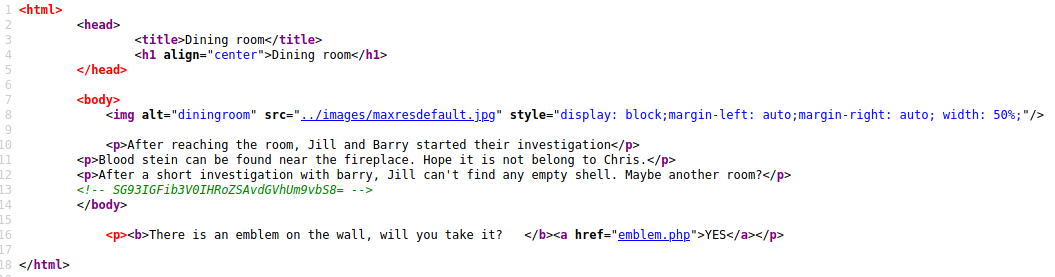 1 <html>
2 <head>
3 <title>Dining room</title>
4 <h1 align="center">Dining room</h1>
5 </head>
6
7 <body>
8 <img alt="diningroom" src="../images/maxresdefault.jpg" style="display: block;margin-left: auto;margin-right: auto; width: 50%;"/>
9
10 <p>After reaching the room, Jill and Barry started their investigation</p>
11 <p>Blood stein can be found near the fireplace. Hope it is not belong to Chris.</p>
12 <p>After a short investigation with barry, Jill can't find any empty shell. Maybe another room?</p>
13 <!-- SG93IGFib3V0IHRoZSAvdGVhUm9vbS8= -->
14 </body>
15
16 <p><b>There is an emblem on the wall, will you take it? </b><a href="emblem.php">YES</a></p>
17
18 </html>